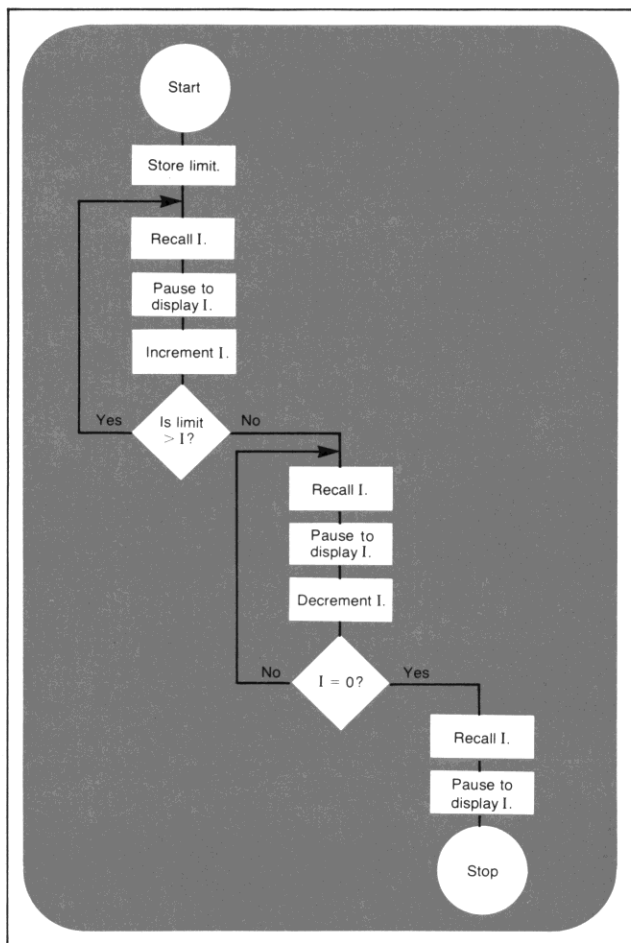 Start
Store limit.
Recall I.
Pause to
display I.
Increment I.
Yes
Is limit
> I?
No
Recall I.
Pause to
display I.
Decrement I.
No
I = 0?
Yes
Recall I.
Pause to
display I.
Stop